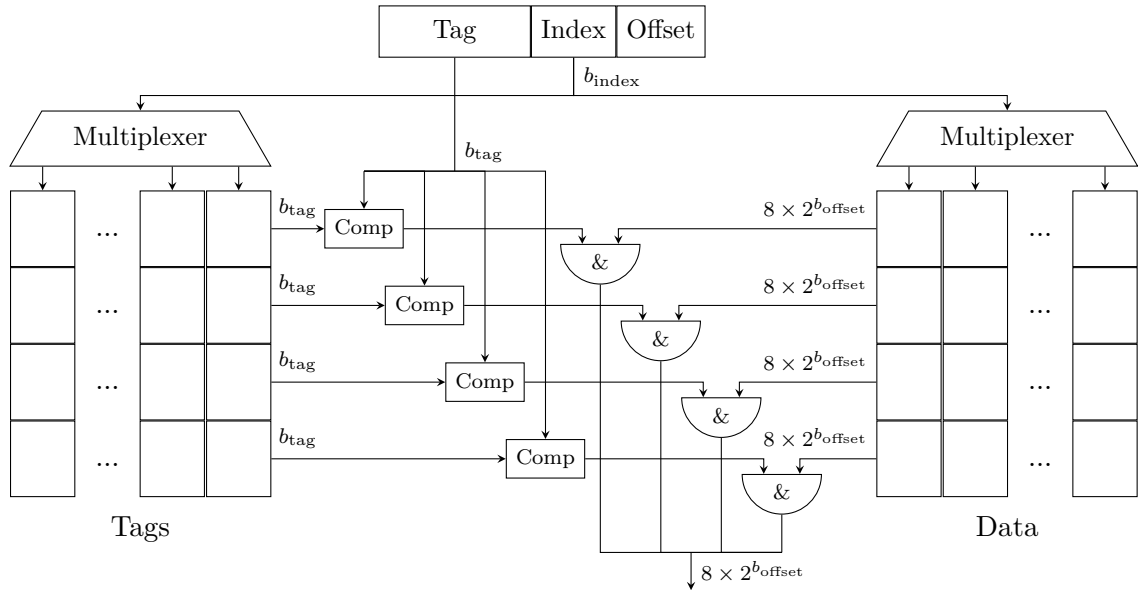 Tag Index Offset
b_index
Multiplexer Multiplexer
b_tag
b_tag Comp 8 × 2^b_offset
... ...
&
b_tag Comp 8 × 2^b_offset
... ...
&
b_tag Comp 8 × 2^b_offset
... ...
&
b_tag Comp 8 × 2^b_offset
... ...
&
Tags Data
8 × 2^b_offset